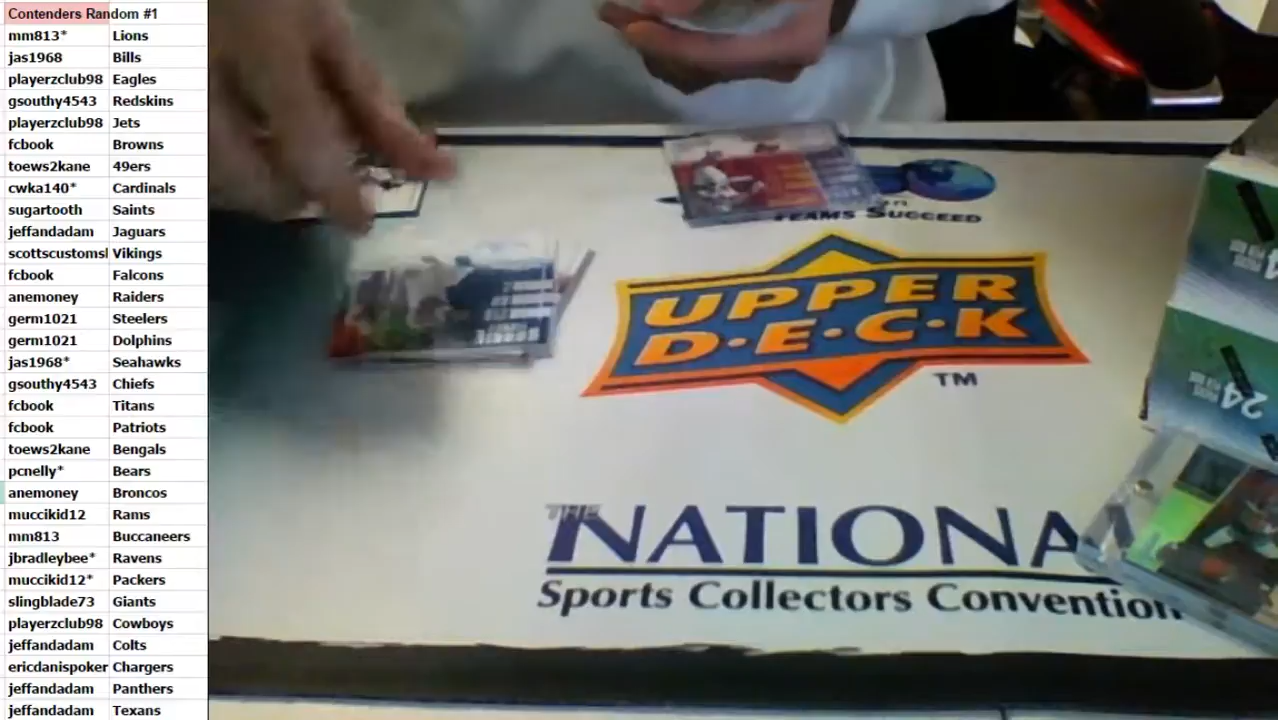 Contenders Random #1
mm813* Lions
jas1968 Bills
playerzclub98 Eagles
gsouthy4543 Redskins
playerzclub98 Jets
fcbook Browns
toews2kane 49ers
cwka140* Cardinals
sugartooth Saints
jeffandadam Jaguars
scottscustomsl Vikings
fcbook Falcons
anemoney Raiders
germ1021 Steelers
germ1021 Dolphins
jas1968* Seahawks
gsouthy4543 Chiefs
fcbook Titans
fcbook Patriots
toews2kane Bengals
pcnelly* Bears
anemoney Broncos
muccikid12 Rams
mm813 Buccaneers
jbradleybee* Ravens
muccikid12* Packers
slingblade73 Giants
playerzclub98 Cowboys
jeffandadam Colts
ericdanispoker Chargers
jeffandadam Panthers
jeffandadam Texans
TEAMS SUCCEED
UPPER
D·E·C·K
TM
THE NATIONA
Sports Collectors Convention
24